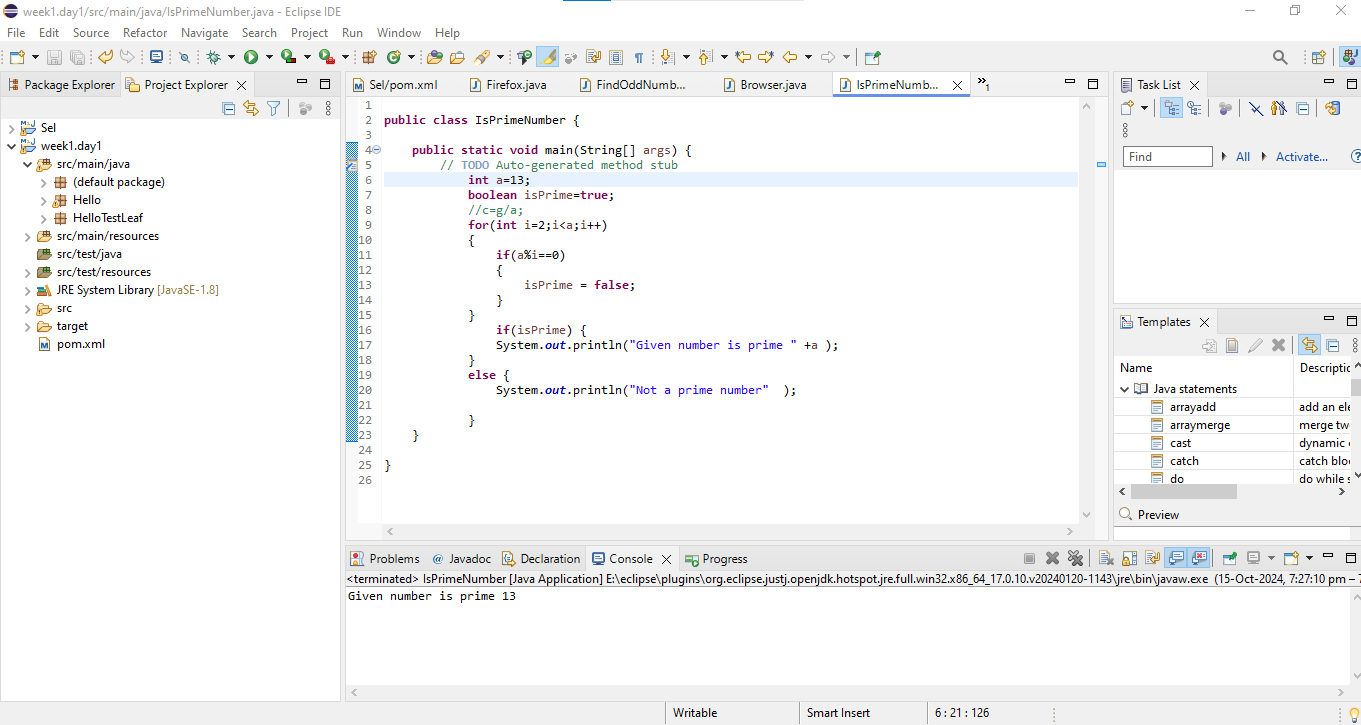 week1.day1/src/main/java/IsPrimeNumber.java - Eclipse IDE
File Edit Source Refactor Navigate Search Project Run Window Help
Package Explorer Project Explorer
Sel
week1.day1
src/main/java
(default package)
Hello
HelloTestLeaf
src/main/resources
src/test/java
src/test/resources
JRE System Library [JavaSE-1.8]
src
target
pom.xml
Sel/pom.xml Firefox.java FindOddNumb... Browser.java IsPrimeNumb... »1
1
2 public class IsPrimeNumber {
3
4 public static void main(String[] args) {
5 // TODO Auto-generated method stub
6 int a=13;
7 boolean isPrime=true;
8 //c=g/a;
9 for(int i=2;i<a;i++)
10 {
11 if(a%i==0)
12 {
13 isPrime = false;
14 }
15 }
16 if(isPrime) {
17 System.out.println("Given number is prime " +a );
18 }
19 else {
20 System.out.println("Not a prime number"  );
21
22 }
23 }
24
25 }
26
Task List
Find All Activate...
Templates
Name Descriptic
Java statements
arrayadd add an ele
arraymerge merge tw
cast dynamic
catch catch bloc
do do while s
Preview
Problems @ Javadoc Declaration Console Progress
<terminated> IsPrimeNumber [Java Application] E:\eclipse\plugins\org.eclipse.justj.openjdk.hotspot.jre.full.win32.x86_64_17.0.10.v20240120-1143\jre\bin\javaw.exe (15-Oct-2024, 7:27:10 pm – 7
Given number is prime 13
Writable Smart Insert 6 : 21 : 126